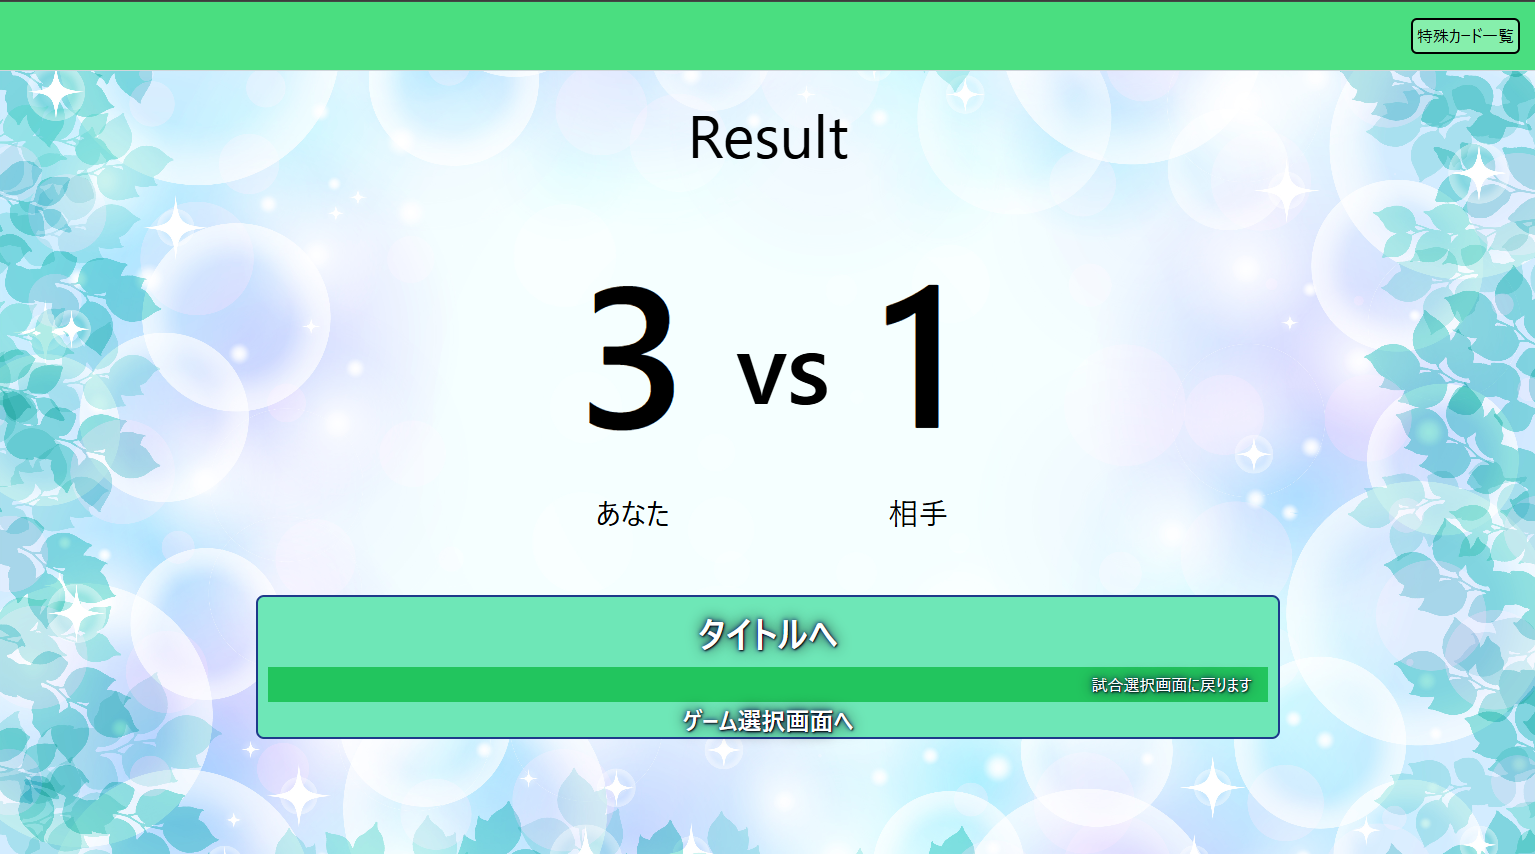 特殊カード一覧
Result
3 vs 1
あなた 相手
タイトルへ
試合選択画面に戻ります
ゲーム選択画面へ